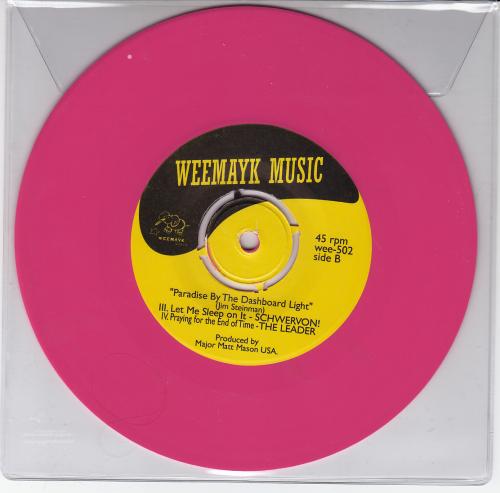 WEEMAYK MUSIC
WEEMAYK
MUSIC
45 rpm
wee-502
side B
"Paradise By The Dashboard Light"
(Jim Steinman)
III. Let Me Sleep on It - SCHWERVON!
IV. Praying for the End of Time - THE LEADER
Produced by
Major Matt Mason USA.